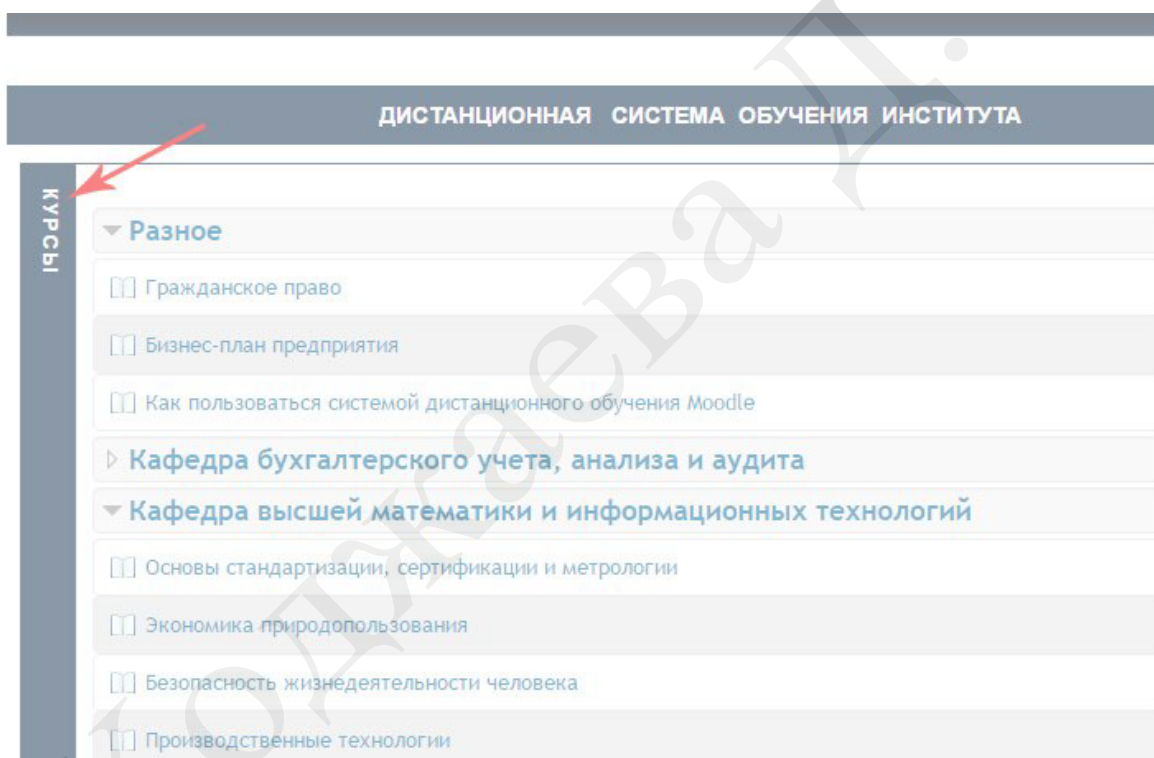 ДИСТАНЦИОННАЯ СИСТЕМА ОБУЧЕНИЯ ИНСТИТУТА
КУРСЫ
Разное
Гражданское право
Бизнес-план предприятия
Как пользоваться системой дистанционного обучения Moodle
Кафедра бухгалтерского учета, анализа и аудита
Кафедра высшей математики и информационных технологий
Основы стандартизации, сертификации и метрологии
Экономика природопользования
Безопасность жизнедеятельности человека
Производственные технологии
Ходжаева Д.